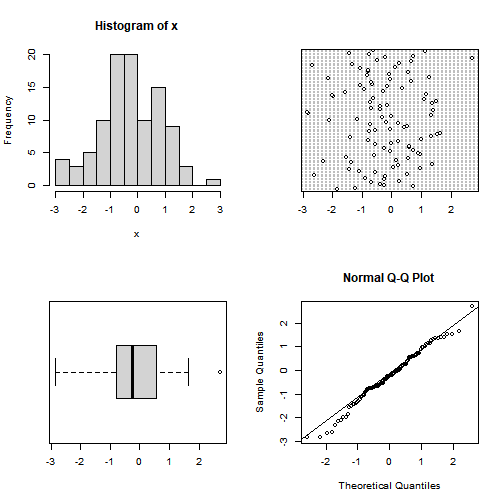 Histogram of x
Frequency
20
15
10
5
0
-3 -2 -1 0 1 2 3
x
-2 -1 0 1 2
-2 -1 0 1 2
Normal Q-Q Plot
Sample Quantiles
2
1
0
-1
-2
-3
-2 -1 0 1 2
Theoretical Quantiles